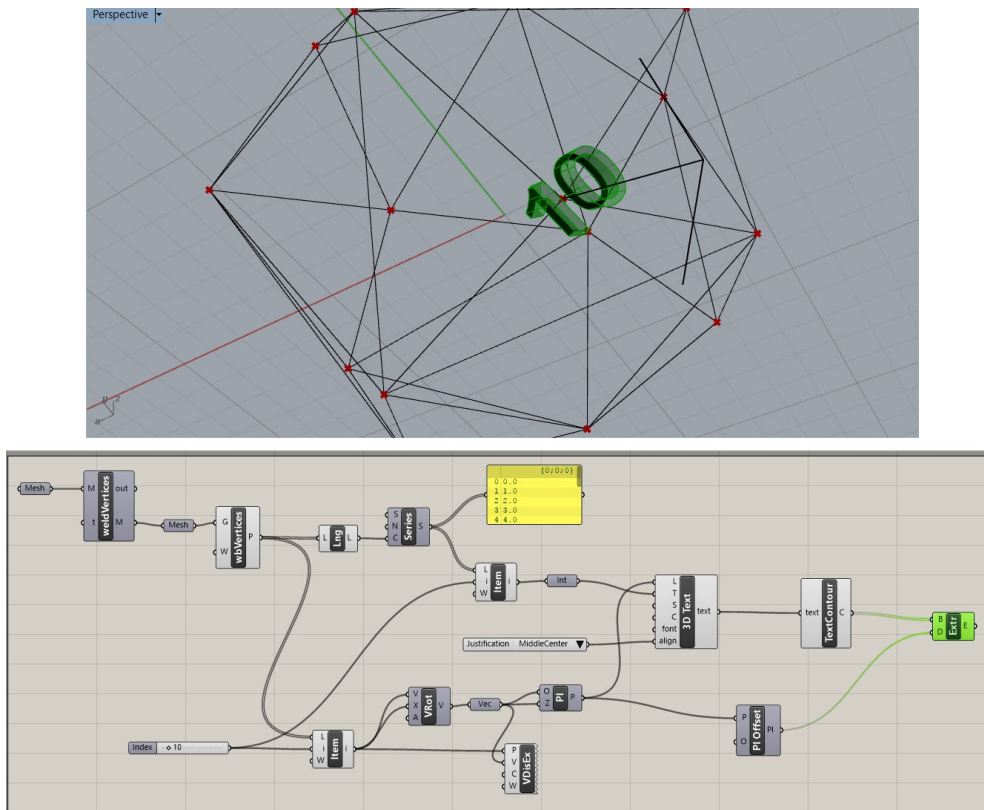 Perspective
10
y z
x
{0;0;0}
0 0.0
1 1.0
2 2.0
3 3.0
4 4.0
Mesh
M
t
weldVertices
out
M
Mesh
G
W
wbVertices
P
L
Lng
L
S
N
C
Series
S
L
i
W
Item
i
Int
L
T
S
C
font
align
3D Text
text
text
TextContour
C
B
D
Extr
E
Justification MiddleCenter
V
X
A
VRot
V
Vec
O
Z
Pl
P
P
O
Pl Offset
Pl
Index 10
L
i
W
Item
i
P
V
C
W
VDisEx